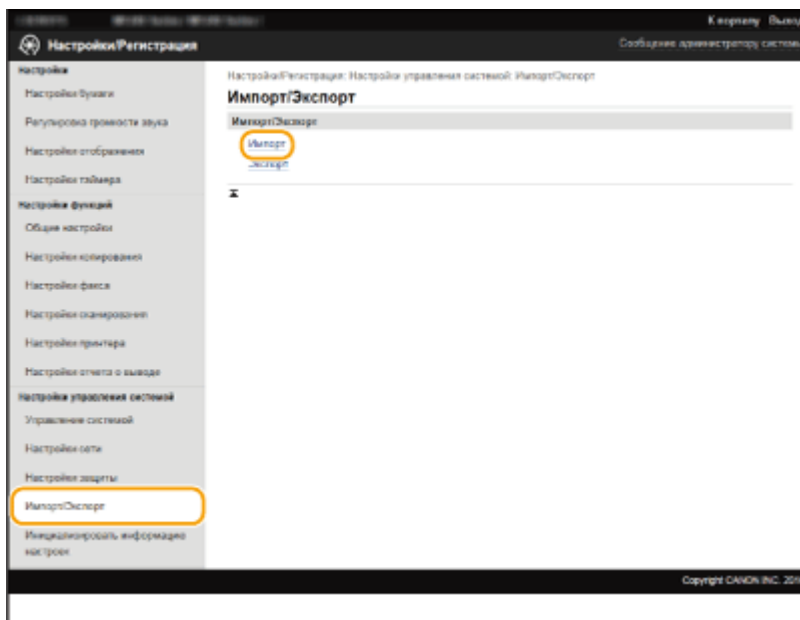 К порталу Выход
Настройки/Регистрация
Сообщение администратору системы
Настройки
Настройки бумаги
Регулировка громкости звука
Настройки отображения
Настройки таймера
Настройки функций
Общие настройки
Настройки копирования
Настройки факса
Настройки сканирования
Настройки принтера
Настройки отчета о выводе
Настройки управления системой
Управление системой
Настройки сети
Настройки защиты
Импорт/Экспорт
Инициализировать информацию
настроек
Настройки/Регистрация: Настройки управления системой: Импорт/Экспорт
Импорт/Экспорт
Импорт/Экспорт
Импорт
Экспорт
Copyright CANON INC. 201